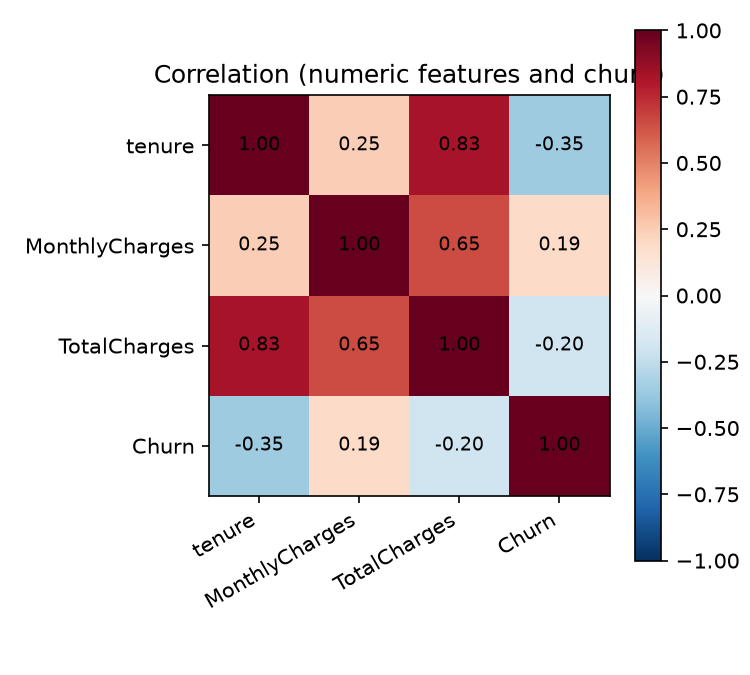 Correlation (numeric features and churn)
1.00
0.75
0.50
0.25
0.00
−0.25
−0.50
−0.75
−1.00
tenure 1.00 0.25 0.83 -0.35
MonthlyCharges 0.25 1.00 0.65 0.19
TotalCharges 0.83 0.65 1.00 -0.20
Churn -0.35 0.19 -0.20 1.00
tenure MonthlyCharges TotalCharges Churn